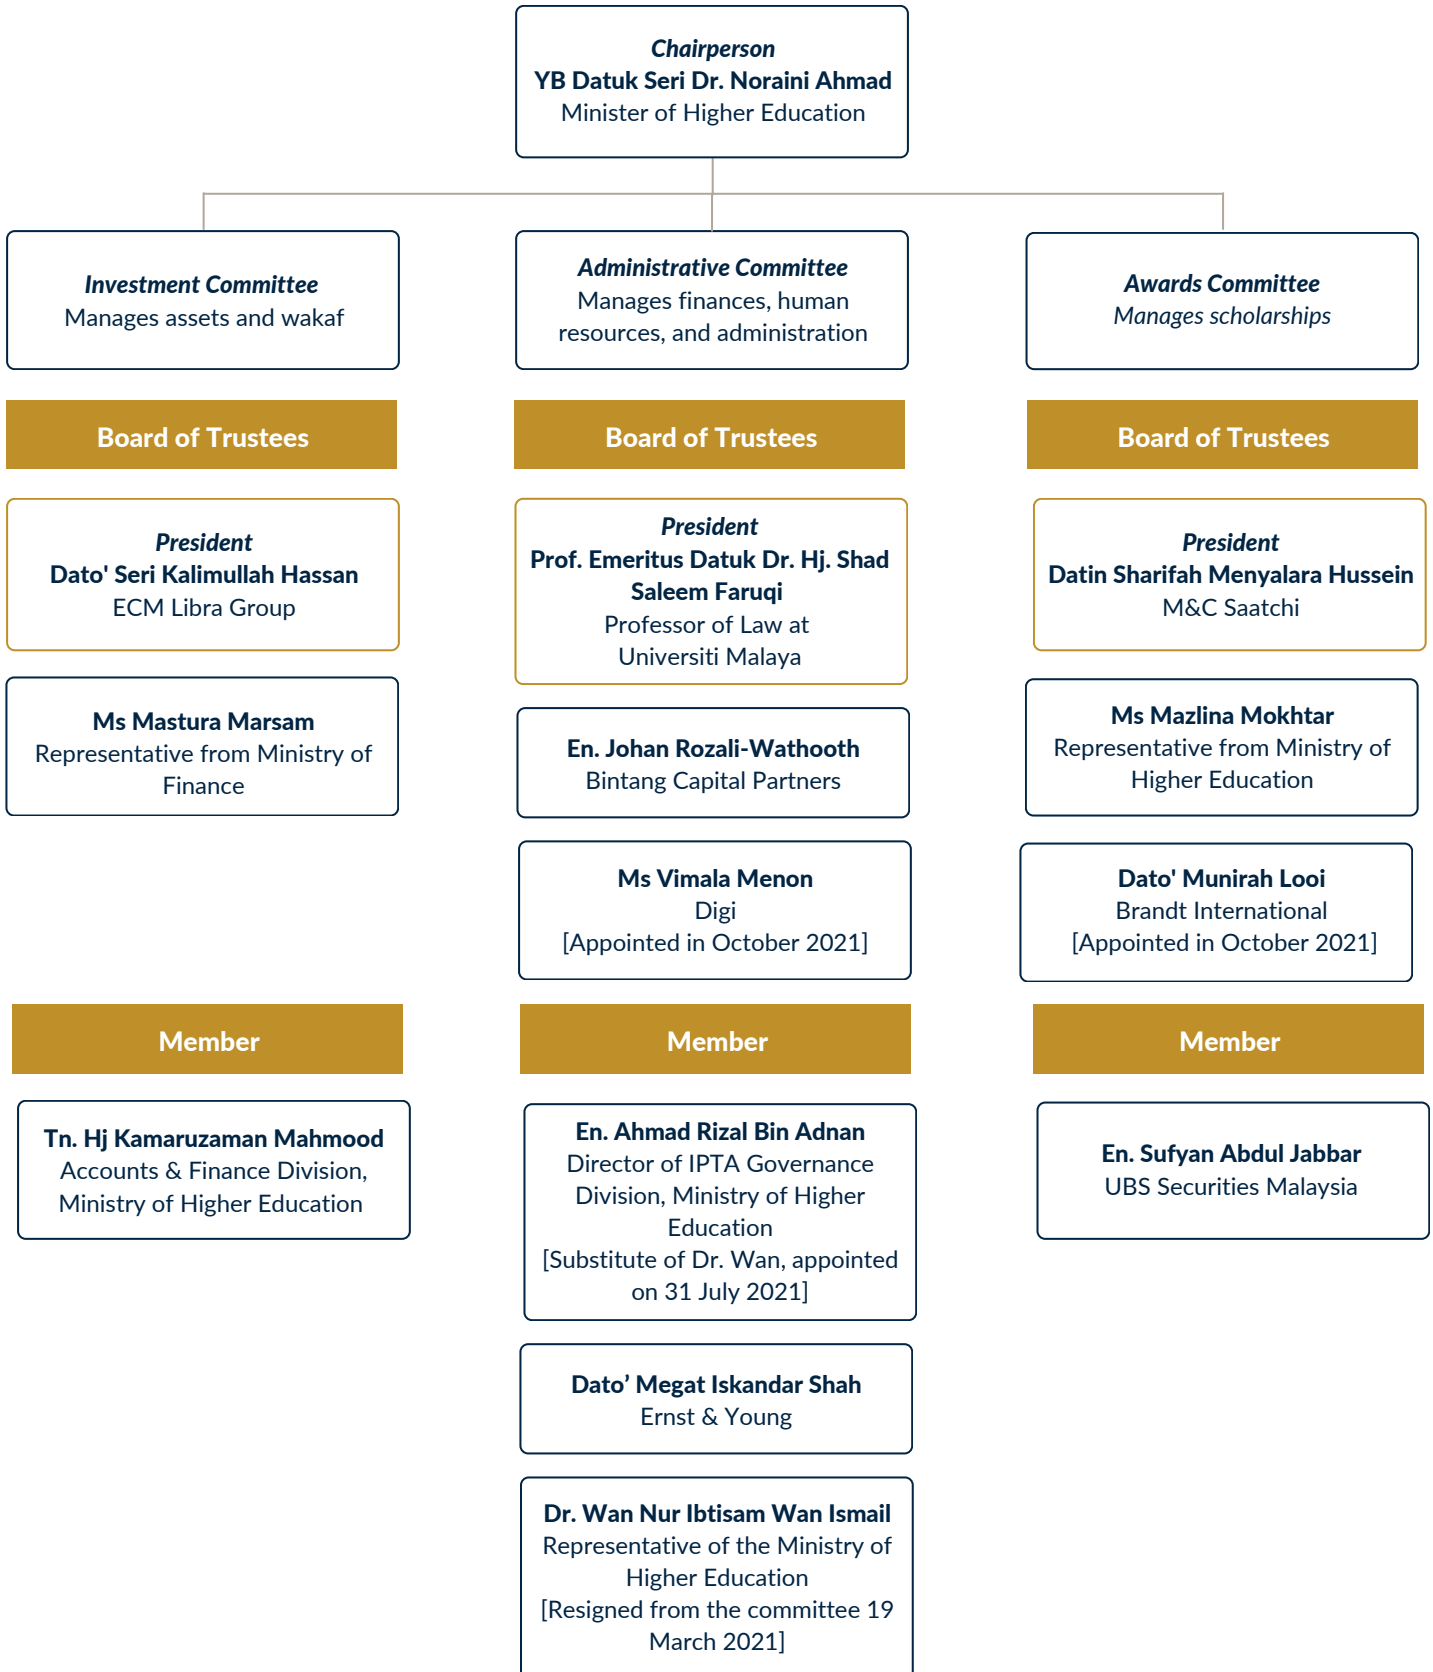 Chairperson
YB Datuk Seri Dr. Noraini Ahmad
Minister of Higher Education
Investment Committee
Manages assets and wakaf
Administrative Committee
Manages finances, human
resources, and administration
Awards Committee
Manages scholarships
Board of Trustees
Board of Trustees
Board of Trustees
President
Dato' Seri Kalimullah Hassan
ECM Libra Group
President
Prof. Emeritus Datuk Dr. Hj. Shad
Saleem Faruqi
Professor of Law at
Universiti Malaya
President
Datin Sharifah Menyalara Hussein
M&C Saatchi
Ms Mastura Marsam
Representative from Ministry of
Finance
En. Johan Rozali-Wathooth
Bintang Capital Partners
Ms Mazlina Mokhtar
Representative from Ministry of
Higher Education
Ms Vimala Menon
Digi
[Appointed in October 2021]
Dato' Munirah Looi
Brandt International
[Appointed in October 2021]
Member
Member
Member
Tn. Hj Kamaruzaman Mahmood
Accounts & Finance Division,
Ministry of Higher Education
En. Ahmad Rizal Bin Adnan
Director of IPTA Governance
Division, Ministry of Higher
Education
[Substitute of Dr. Wan, appointed
on 31 July 2021]
En. Sufyan Abdul Jabbar
UBS Securities Malaysia
Dato’ Megat Iskandar Shah
Ernst & Young
Dr. Wan Nur Ibtisam Wan Ismail
Representative of the Ministry of
Higher Education
[Resigned from the committee 19
March 2021]